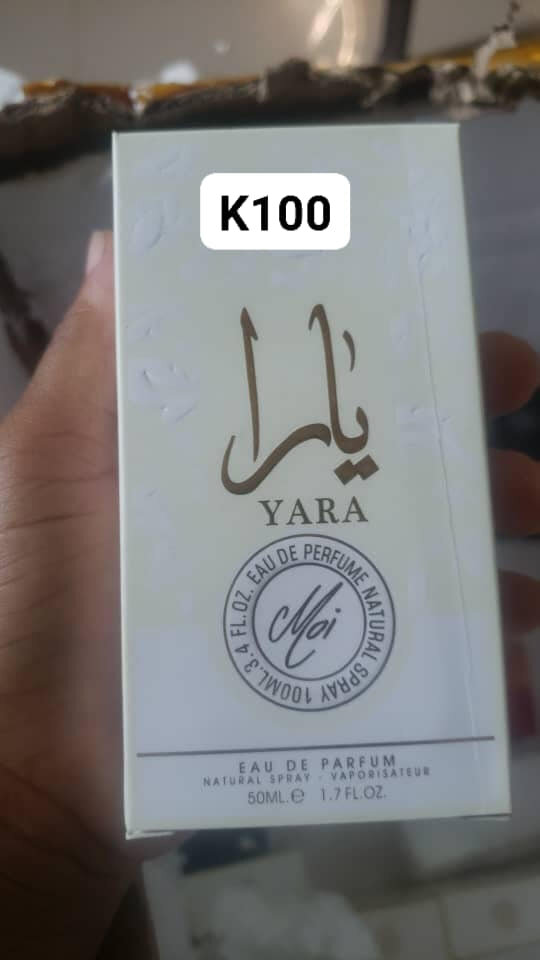 K100
يارا
YARA
EAU DE PERFUME NATURAL SPRAY 100ML.3.4 FL.OZ.
Moi
EAU DE PARFUM
NATURAL SPRAY - VAPORISATEUR
50ML.℮ 1.7 FL.OZ.